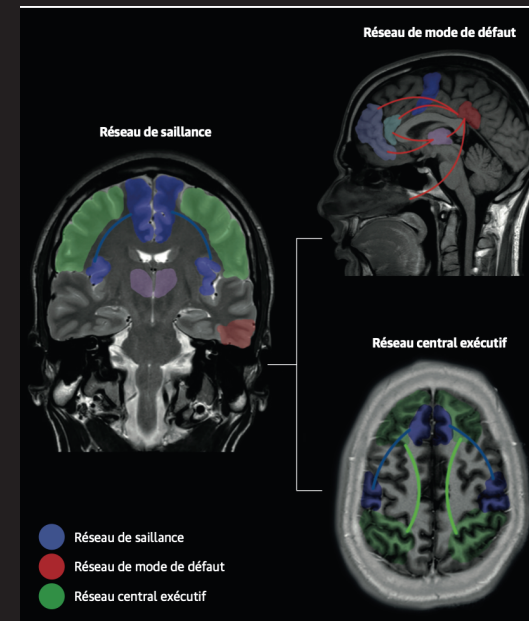 Réseau de mode de défaut
Réseau de saillance
Réseau central exécutif
Réseau de saillance
Réseau de mode de défaut
Réseau central exécutif